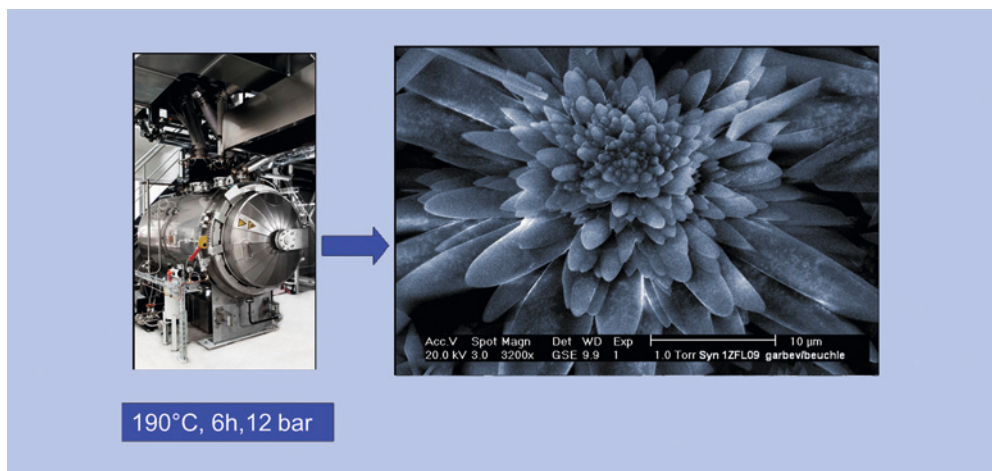 Acc.V Spot Magn Det WD Exp 10 µm
20.0 kV 3.0 3200x GSE 9.9 1 1.0 Torr Syn 1ZFL09 garbev/beuchle
190°C, 6h,12 bar